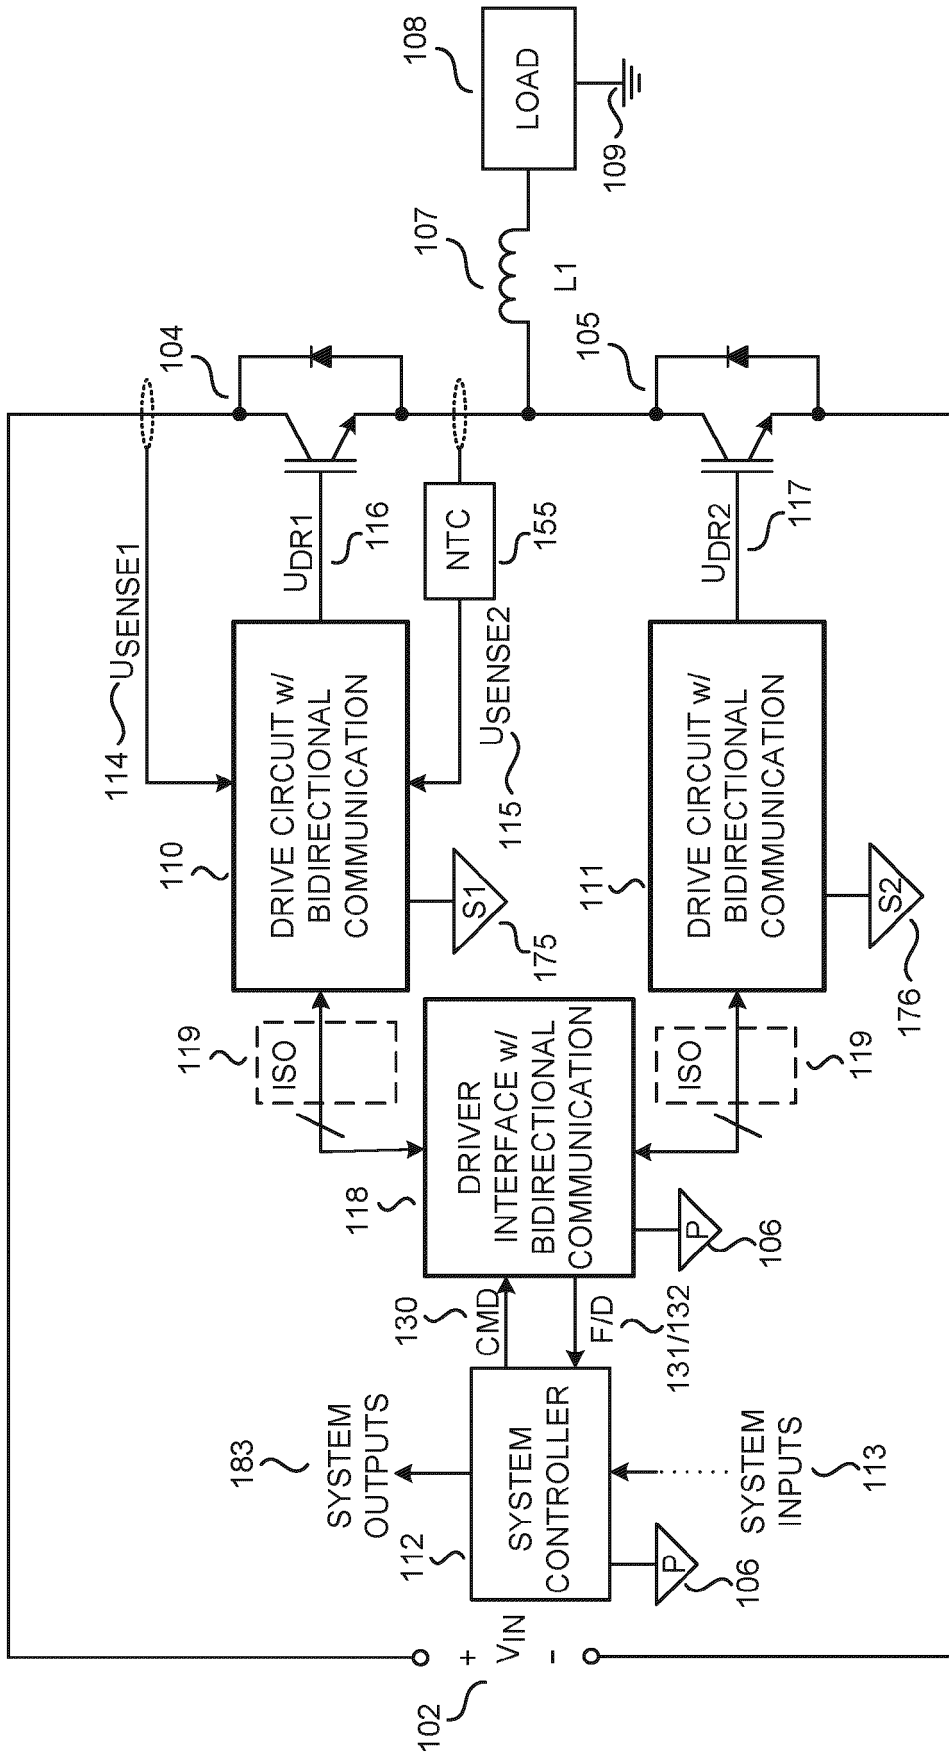 102
+
VIN
-
112
SYSTEM
CONTROLLER
183
SYSTEM
OUTPUTS
SYSTEM
INPUTS
113
P
106
130
CMD
F/D
131/132
118
DRIVER
INTERFACE w/
BIDIRECTIONAL
COMMUNICATION
P
106
119
ISO
ISO
119
110
DRIVE CIRCUIT w/
BIDIRECTIONAL
COMMUNICATION
S1
175
111
DRIVE CIRCUIT w/
BIDIRECTIONAL
COMMUNICATION
S2
176
114
USENSE1
115
USENSE2
UDR1
116
NTC
155
UDR2
117
104
105
107
L1
108
LOAD
109